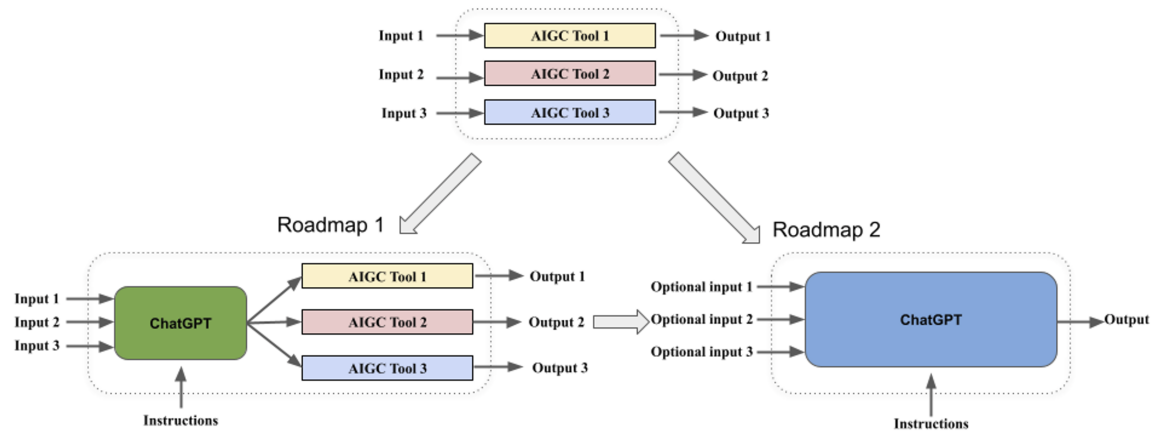 Input 1
AIGC Tool 1
Output 1
Input 2
AIGC Tool 2
Output 2
Input 3
AIGC Tool 3
Output 3
Roadmap 1
Input 1
Input 2
Input 3
ChatGPT
AIGC Tool 1
AIGC Tool 2
AIGC Tool 3
Output 1
Output 2
Output 3
Instructions
Roadmap 2
Optional input 1
Optional input 2
Optional input 3
ChatGPT
Output
Instructions